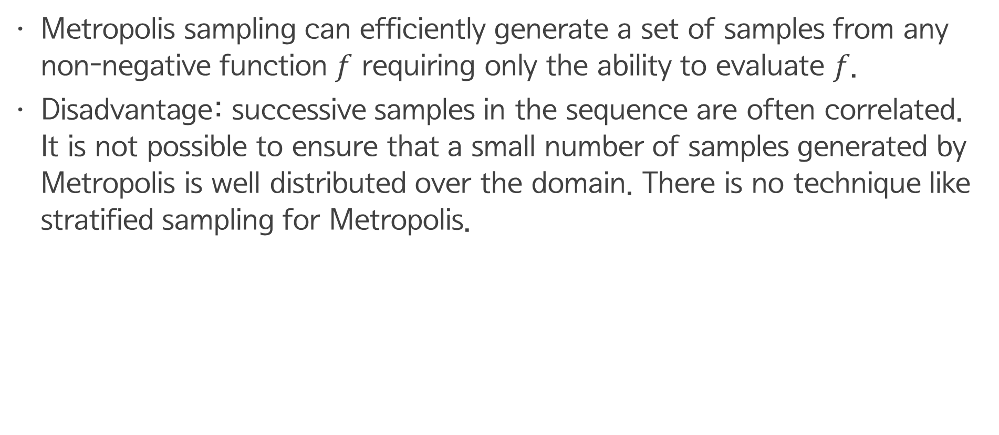 · Metropolis sampling can efficiently generate a set of samples from any
non-negative function f requiring only the ability to evaluate f.
· Disadvantage: successive samples in the sequence are often correlated.
It is not possible to ensure that a small number of samples generated by
Metropolis is well distributed over the domain. There is no technique like
stratified sampling for Metropolis.